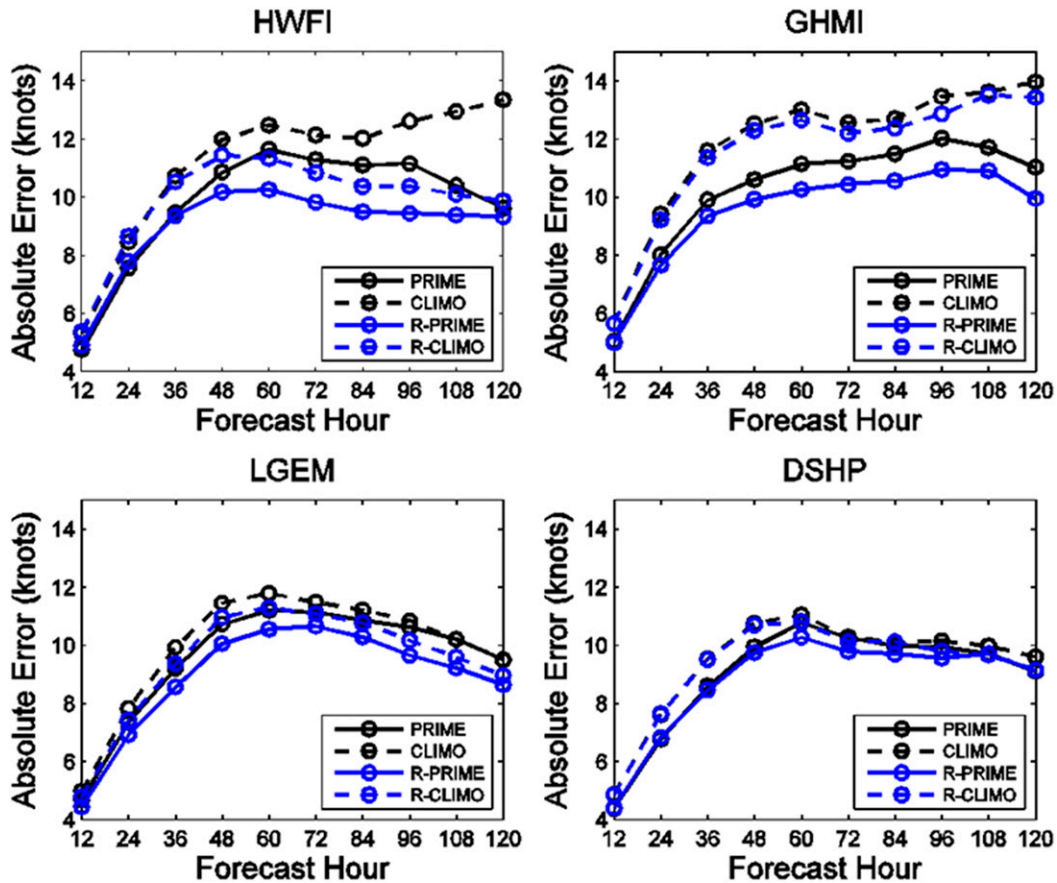 HWFI
Absolute Error (knots)
14
12
10
8
6
4
12 24 36 48 60 72 84 96 108 120
Forecast Hour
PRIME
CLIMO
R-PRIME
R-CLIMO
GHMI
Absolute Error (knots)
14
12
10
8
6
4
12 24 36 48 60 72 84 96 108 120
Forecast Hour
PRIME
CLIMO
R-PRIME
R-CLIMO
LGEM
Absolute Error (knots)
14
12
10
8
6
4
12 24 36 48 60 72 84 96 108 120
Forecast Hour
PRIME
CLIMO
R-PRIME
R-CLIMO
DSHP
Absolute Error (knots)
14
12
10
8
6
4
12 24 36 48 60 72 84 96 108 120
Forecast Hour
PRIME
CLIMO
R-PRIME
R-CLIMO